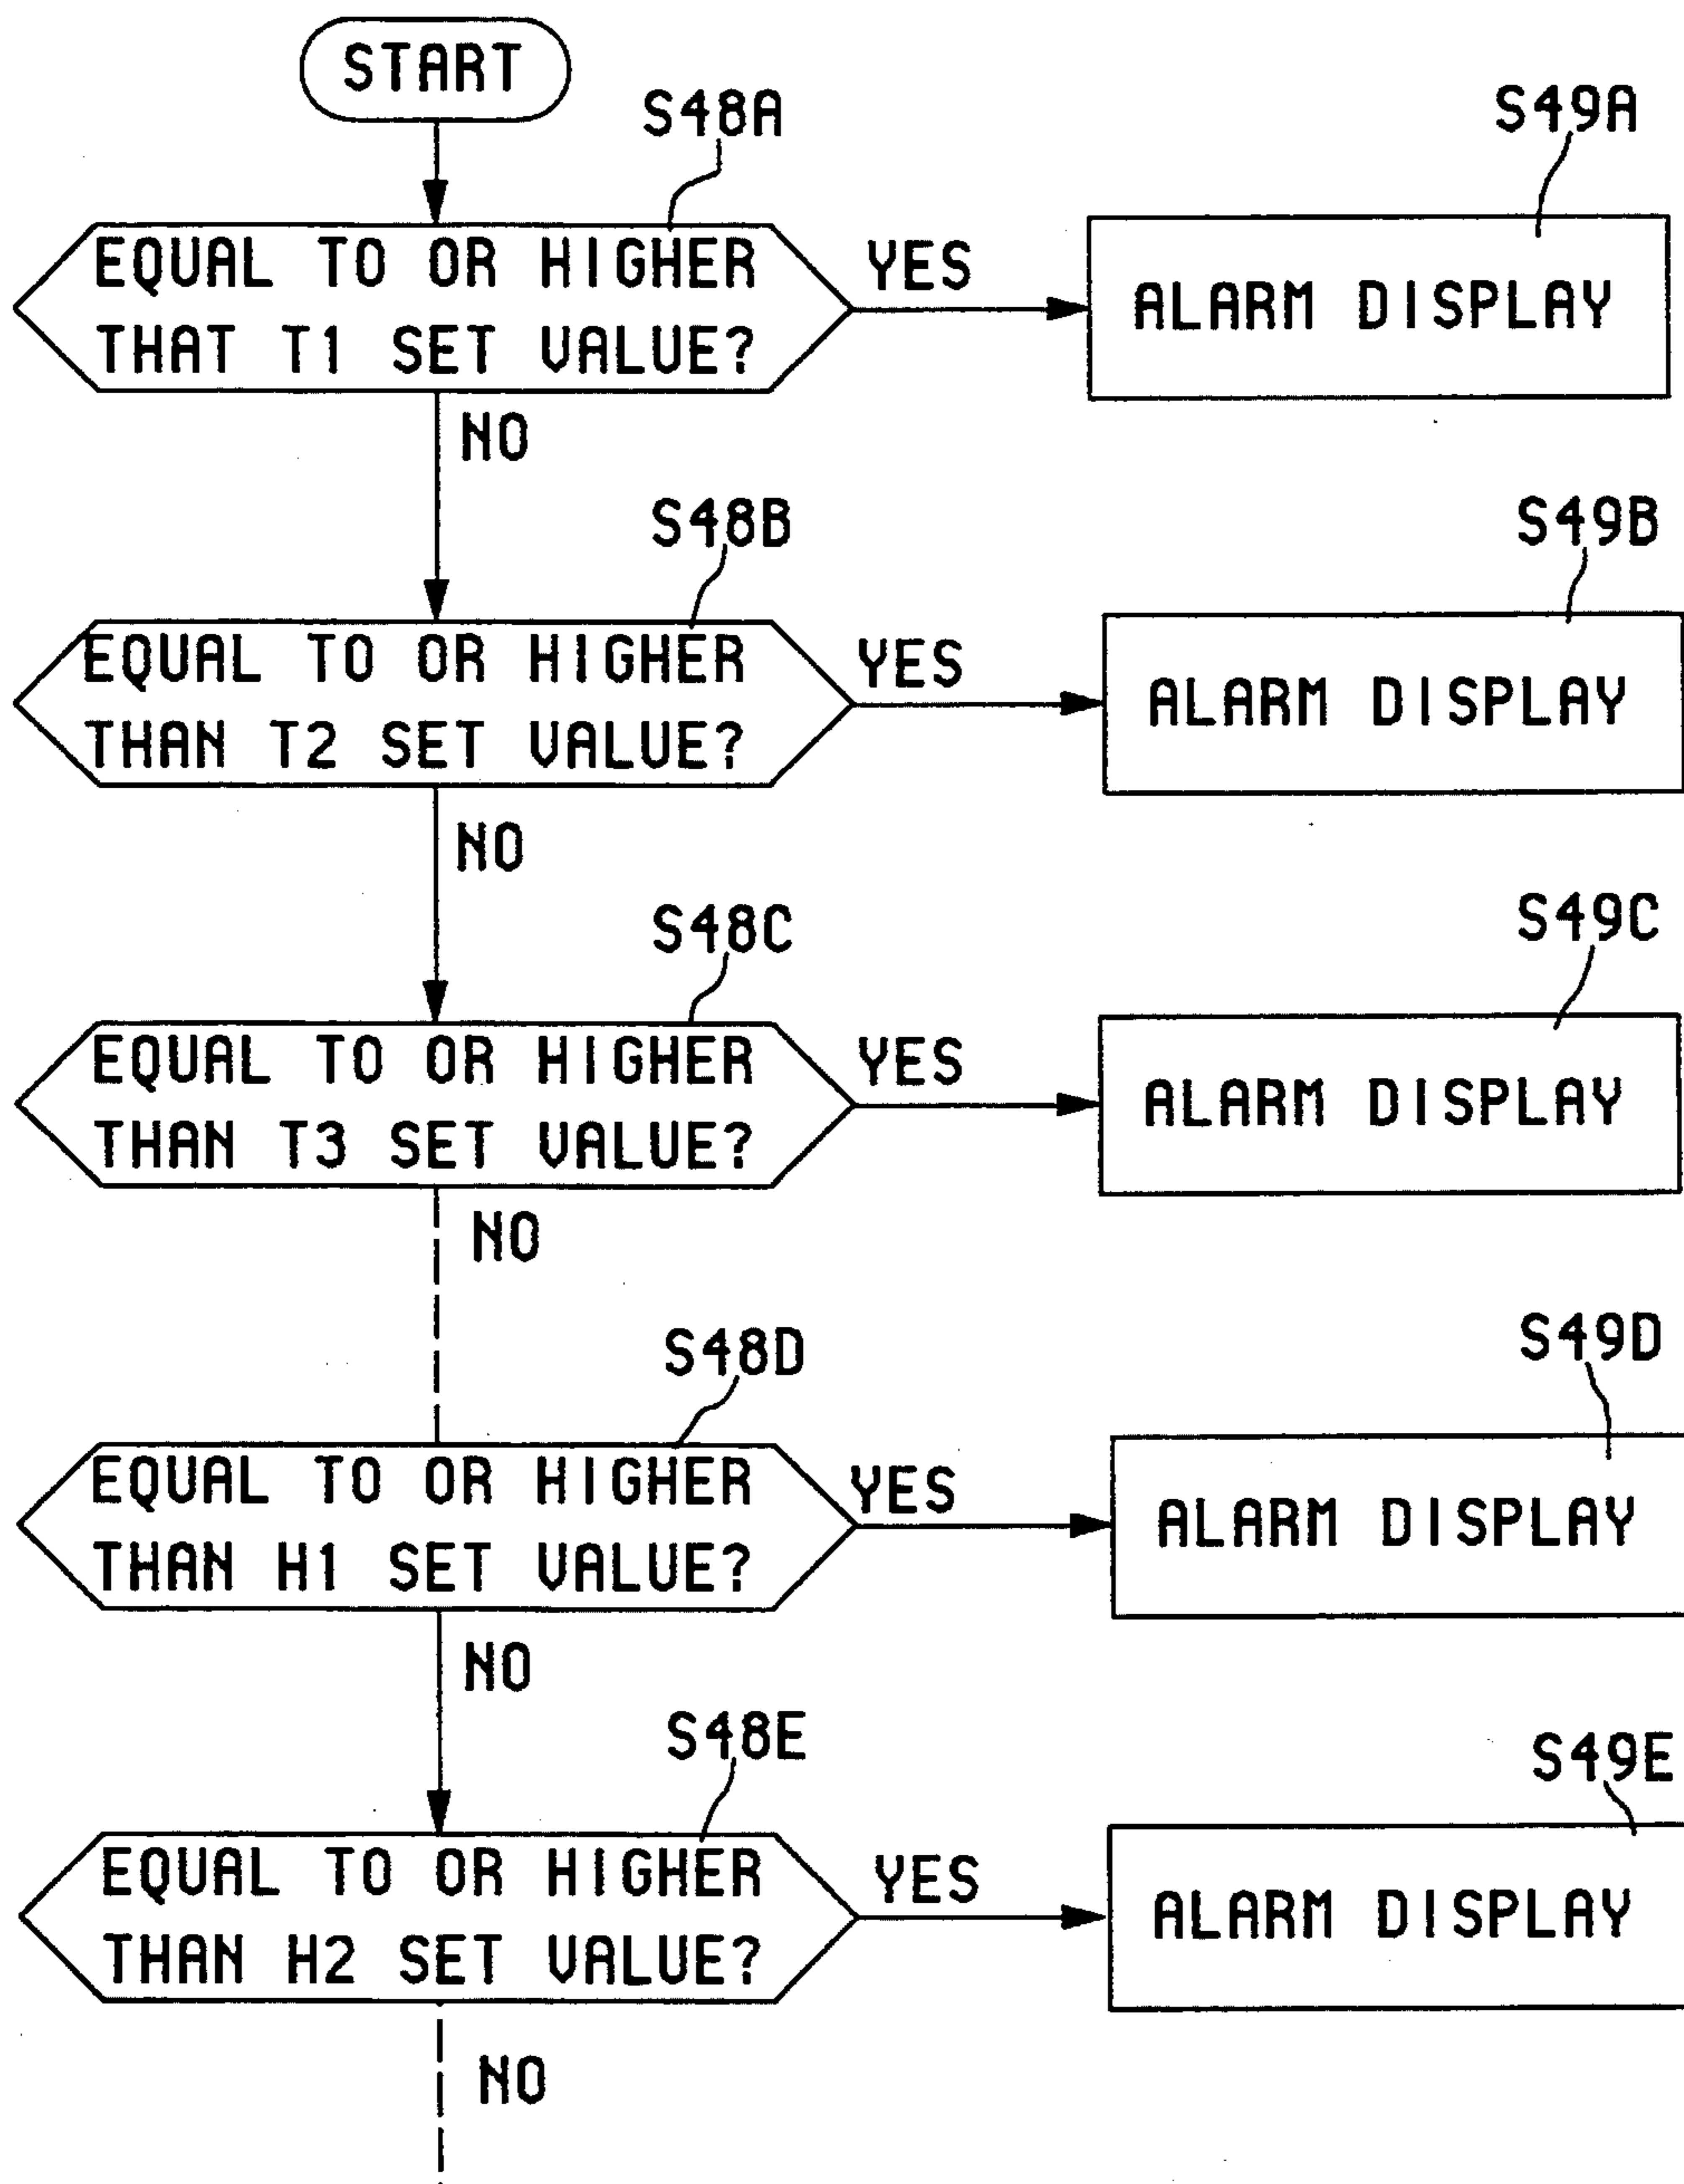 START
S48A
S49A
EQUAL TO OR HIGHER
THAT T1 SET VALUE?
YES
ALARM DISPLAY
NO
S48B
S49B
EQUAL TO OR HIGHER
THAN T2 SET VALUE?
YES
ALARM DISPLAY
NO
S48C
S49C
EQUAL TO OR HIGHER
THAN T3 SET VALUE?
YES
ALARM DISPLAY
NO
S48D
S49D
EQUAL TO OR HIGHER
THAN H1 SET VALUE?
YES
ALARM DISPLAY
NO
S48E
S49E
EQUAL TO OR HIGHER
THAN H2 SET VALUE?
YES
ALARM DISPLAY
NO